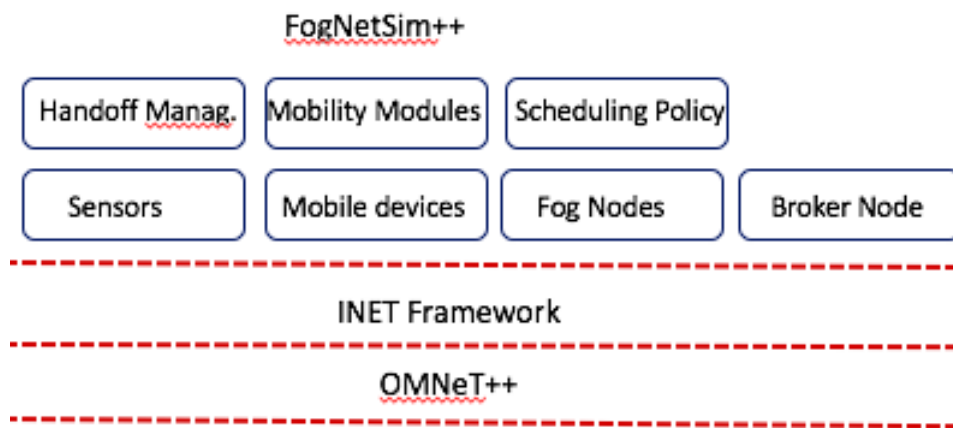 FogNetSim++
Handoff Manag. Mobility Modules Scheduling Policy
Sensors Mobile devices Fog Nodes Broker Node
INET Framework
OMNeT++